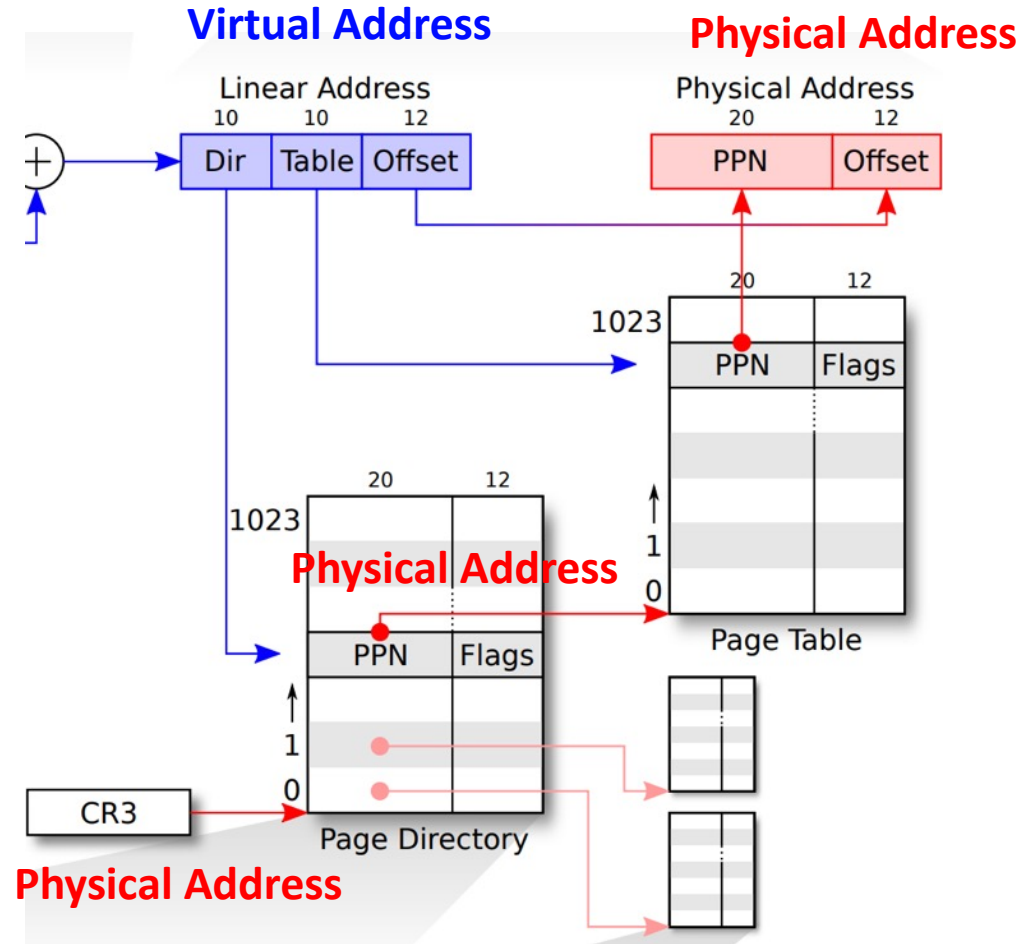 Virtual Address
Physical Address
Linear Address
Physical Address
10 10 12
20 12
+
Dir Table Offset
PPN Offset
20 12
1023
PPN Flags
20 12
1023
1
Physical Address
0
Page Table
PPN Flags
1
0
CR3
Page Directory
Physical Address